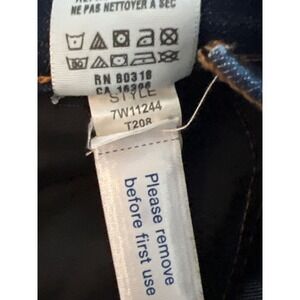 NE PAS NETTOYER A SEC
RN 80318
STYLE
7W11244
T208
Please remove
before first use